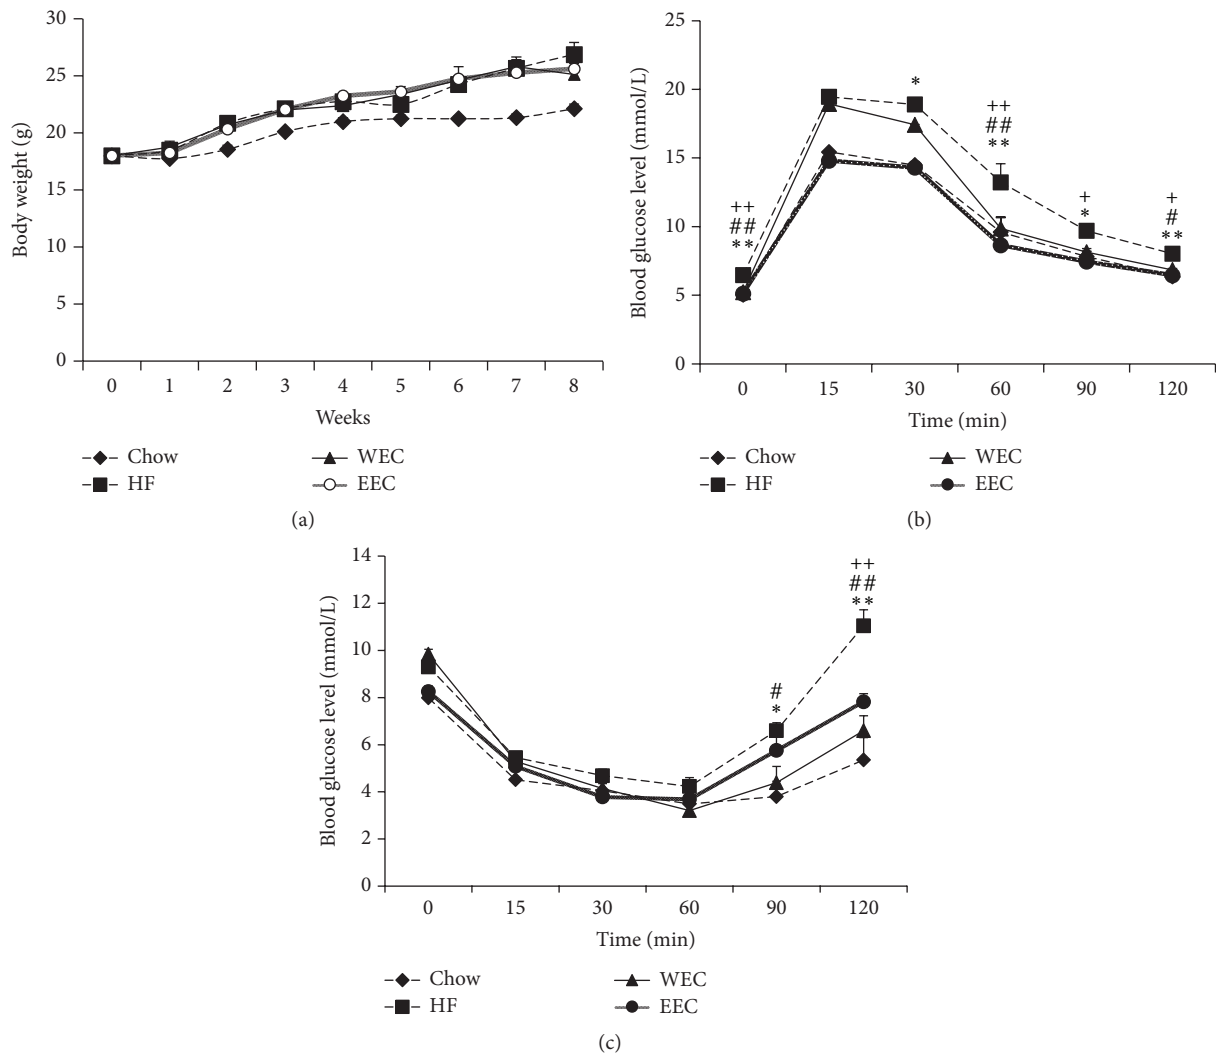 30
25
20
15
10
5
0
Body weight (g)
0 1 2 3 4 5 6 7 8
Weeks
Chow WEC
HF EEC
(a)
25
20
15
10
5
0
Blood glucose level (mmol/L)
++
##
**
*
++
##
**
+
*
+
#
**
0 15 30 60 90 120
Time (min)
Chow WEC
HF EEC
(b)
14
12
10
8
6
4
2
0
Blood glucose level (mmol/L)
#
*
++
##
**
0 15 30 60 90 120
Time (min)
Chow WEC
HF EEC
(c)